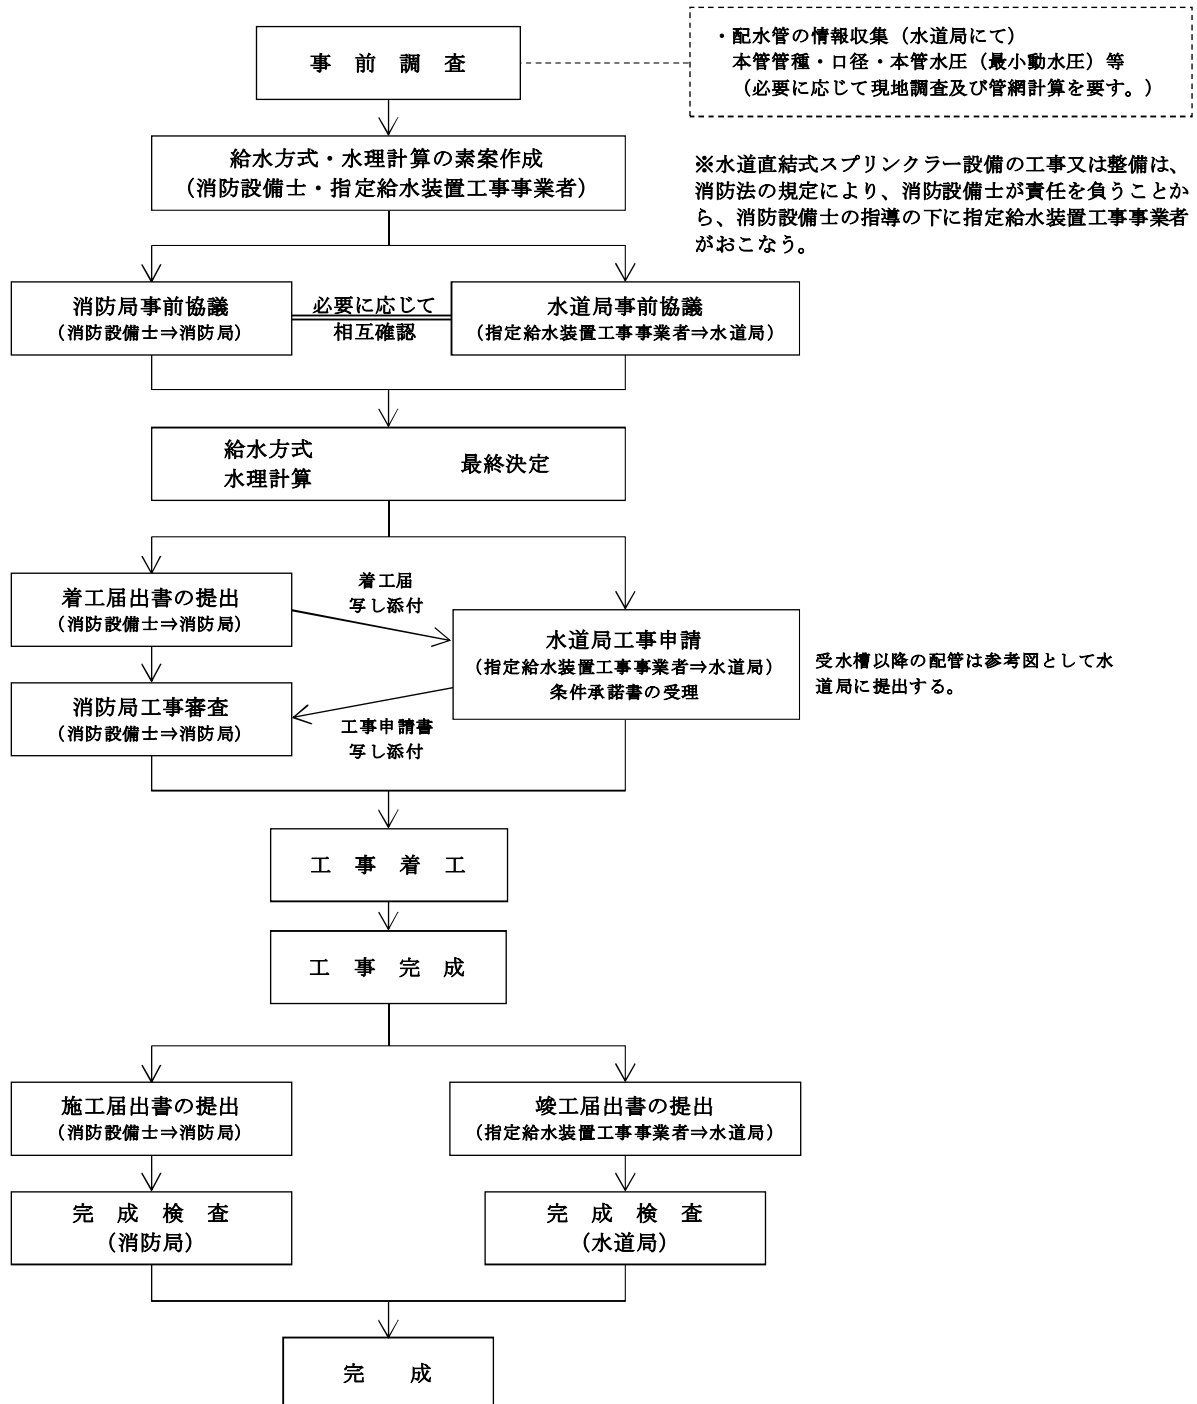 事　前　調　査
・配水管の情報収集（水道局にて）
本管管種・口径・本管水圧（最小動水圧）等
（必要に応じて現地調査及び管網計算を要す。）
給水方式・水理計算の素案作成
（消防設備士・指定給水装置工事事業者）
※水道直結式スプリンクラー設備の工事又は整備は、
消防法の規定により、消防設備士が責任を負うことか
ら、消防設備士の指導の下に指定給水装置工事事業者
がおこなう。
消防局事前協議
（消防設備士⇒消防局）
必要に応じて
相互確認
水道局事前協議
（指定給水装置工事事業者⇒水道局）
給水方式
水理計算
最終決定
着工届出書の提出
（消防設備士⇒消防局）
着工届
写し添付
水道局工事申請
（指定給水装置工事事業者⇒水道局）
条件承諾書の受理
受水槽以降の配管は参考図として水
道局に提出する。
消防局工事審査
（消防設備士⇒消防局）
工事申請書
写し添付
工　事　着　工
工　事　完　成
施工届出書の提出
（消防設備士⇒消防局）
竣工届出書の提出
（指定給水装置工事事業者⇒水道局）
完　成　検　査
（消防局）
完　成　検　査
（水道局）
完　　成